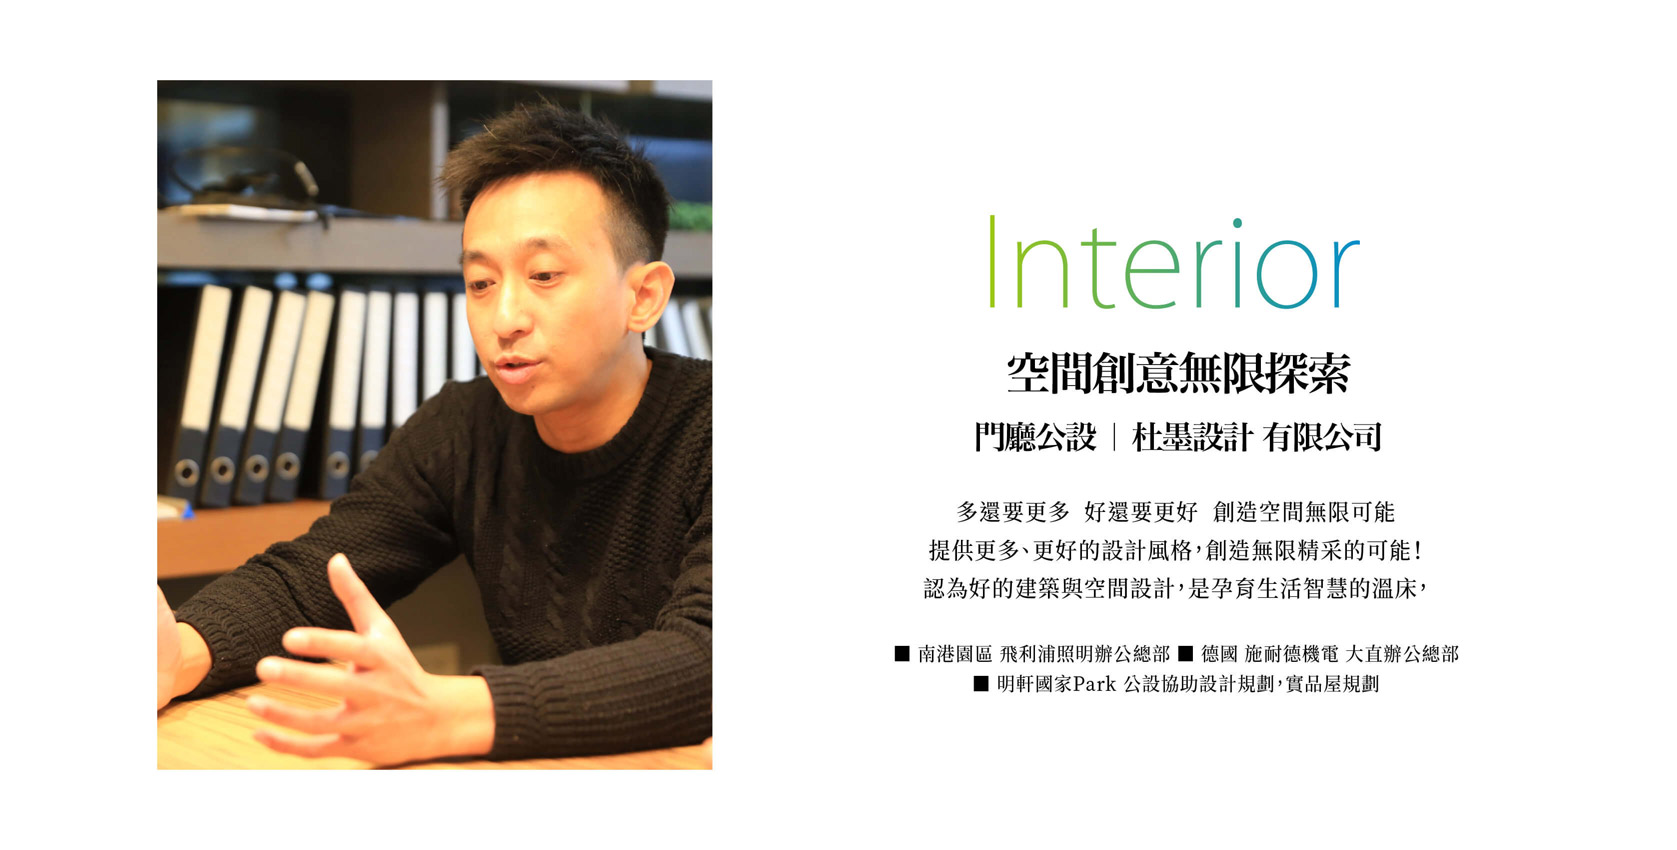 Interior
空間創意無限探索
門廳公設｜杜墨設計 有限公司
多還要更多 好還要更好 創造空間無限可能
提供更多、更好的設計風格，創造無限精采的可能！
認為好的建築與空間設計，是孕育生活智慧的溫床，
■ 南港園區 飛利浦照明辦公總部 ■ 德國 施耐德機電 大直辦公總部
■ 明軒國家Park 公設協助設計規劃，實品屋規劃